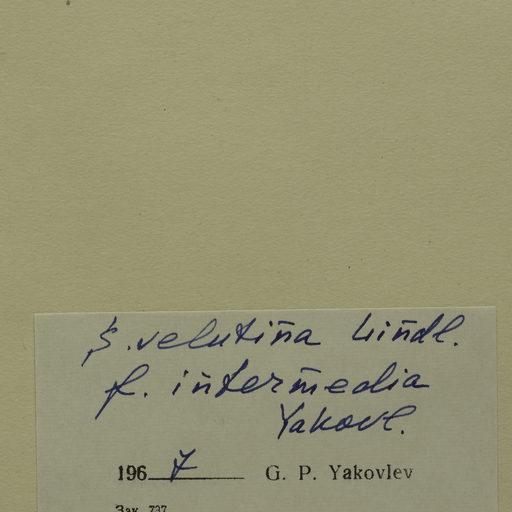 S. velutina Lindl.
f. intermedia
Yakovl.
1967 G. P. Yakovlev
Зак. 737